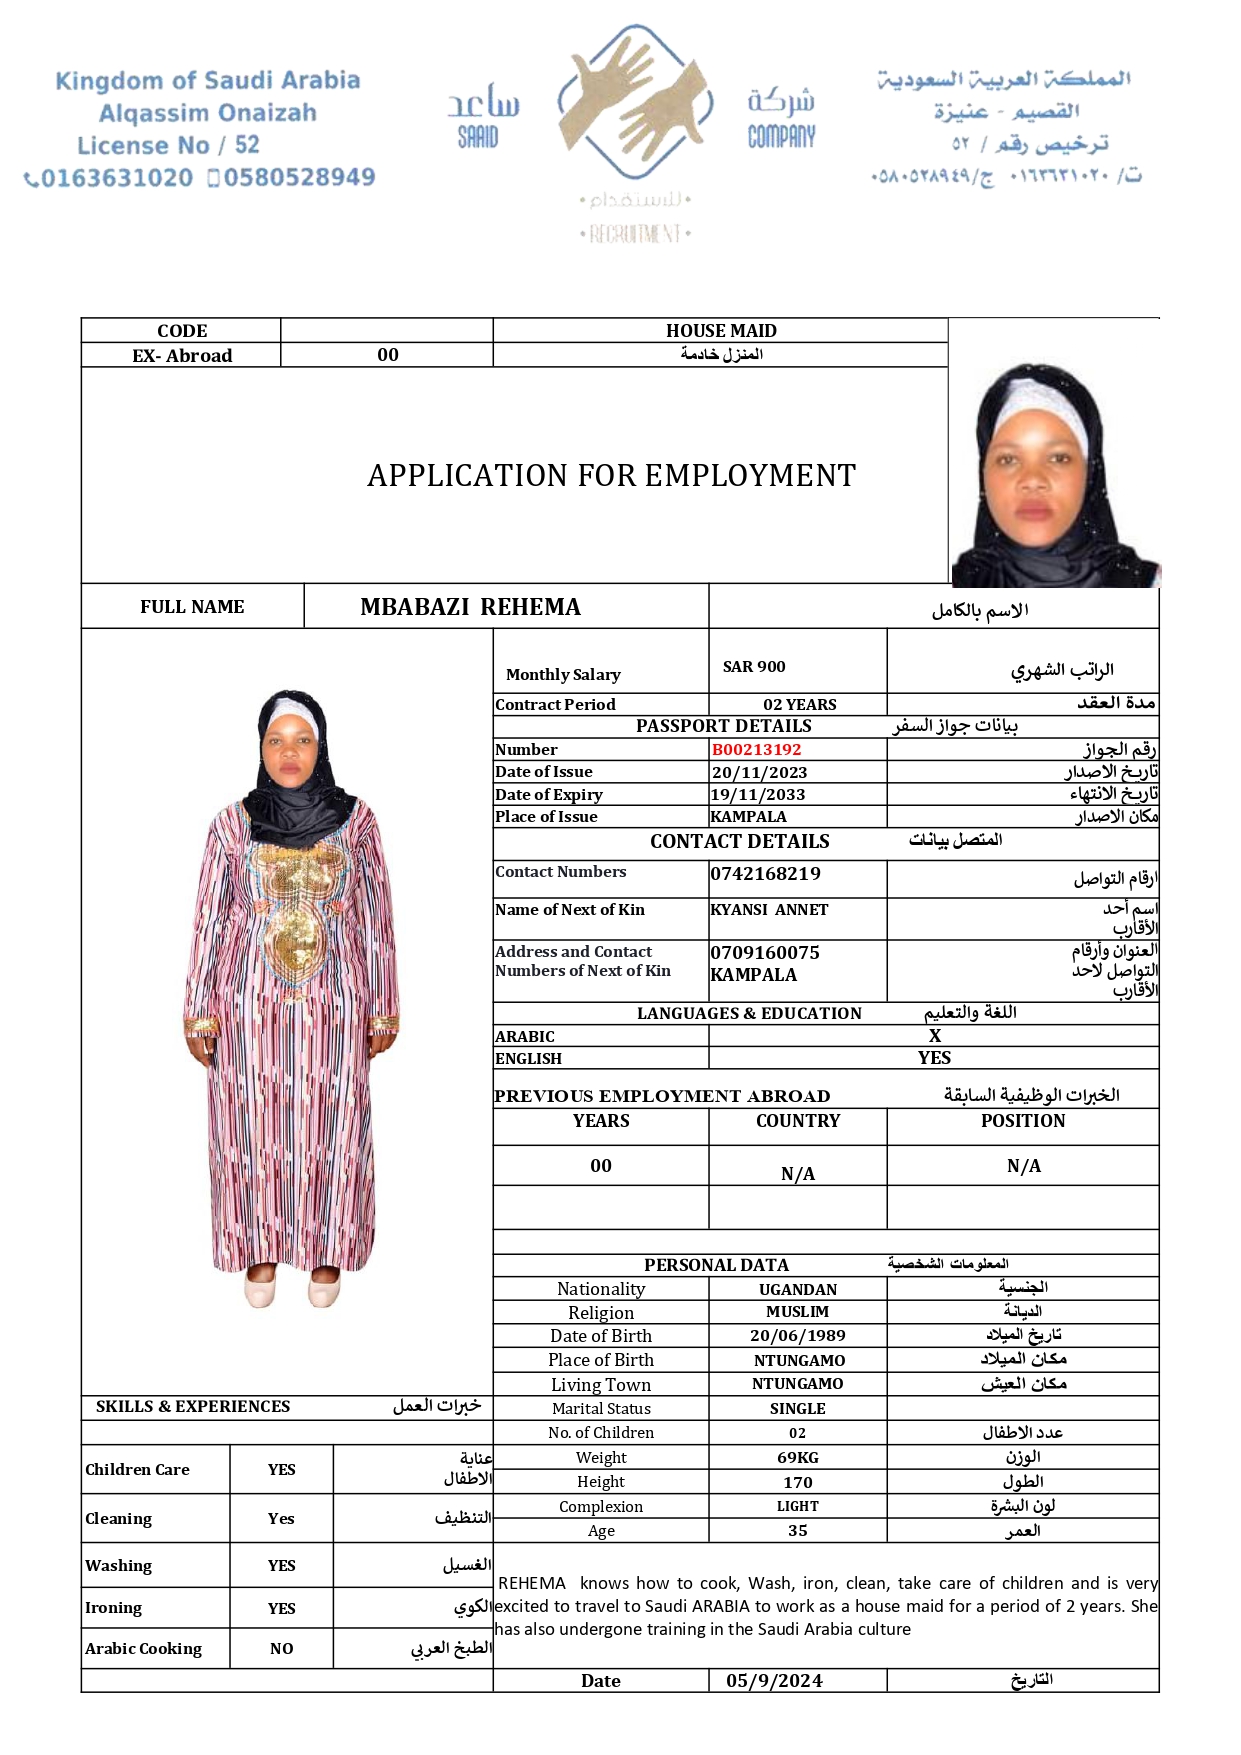 Kingdom of Saudi Arabia
Alqassim Onaizah
License No / 52
0163631020 0580528949
ساعد
SAAID
شركة
COMPANY
•للاستقدام•
•RECRUITMENT•
المملكة العربية السعودية
القصيم - عنيزة
ترخيص رقم / ٥٢
ت/ ٠١٦٣٦٣١٠٢٠ ج/٠٥٨٠٥٢٨٩٤٩
CODE HOUSE MAID
EX- Abroad 00 المنزل خادمة
APPLICATION FOR EMPLOYMENT
FULL NAME MBABAZI REHEMA الاسم بالكامل
Monthly Salary SAR 900 الراتب الشهري
Contract Period 02 YEARS مدة العقد
PASSPORT DETAILS بيانات جواز السفر
Number B00213192 رقم الجواز
Date of Issue 20/11/2023 تاريخ الاصدار
Date of Expiry 19/11/2033 تاريخ الانتهاء
Place of Issue KAMPALA مكان الاصدار
CONTACT DETAILS المتصل بيانات
Contact Numbers 0742168219 ارقام التواصل
Name of Next of Kin KYANSI ANNET اسم أحد
الأقارب
Address and Contact 0709160075 العنوان وأرقام
Numbers of Next of Kin KAMPALA التواصل لاحد
الأقارب
LANGUAGES & EDUCATION اللغة والتعليم
ARABIC X
ENGLISH YES
PREVIOUS EMPLOYMENT ABROAD الخبرات الوظيفية السابقة
YEARS COUNTRY POSITION
00 N/A N/A
PERSONAL DATA المعلومات الشخصية
Nationality UGANDAN الجنسية
Religion MUSLIM الديانة
Date of Birth 20/06/1989 تاريخ الميلاد
Place of Birth NTUNGAMO مكان الميلاد
Living Town NTUNGAMO مكان العيش
Marital Status SINGLE
No. of Children 02 عدد الاطفال
Weight 69KG الوزن
Height 170 الطول
Complexion LIGHT لون البشرة
Age 35 العمر
SKILLS & EXPERIENCES خبرات العمل
Children Care YES عناية
الاطفال
Cleaning Yes التنظيف
Washing YES الغسيل
Ironing YES الكوي
Arabic Cooking NO الطبخ العربي
REHEMA knows how to cook, Wash, iron, clean, take care of children and is very
excited to travel to Saudi ARABIA to work as a house maid for a period of 2 years. She
has also undergone training in the Saudi Arabia culture
Date 05/9/2024 التاريخ